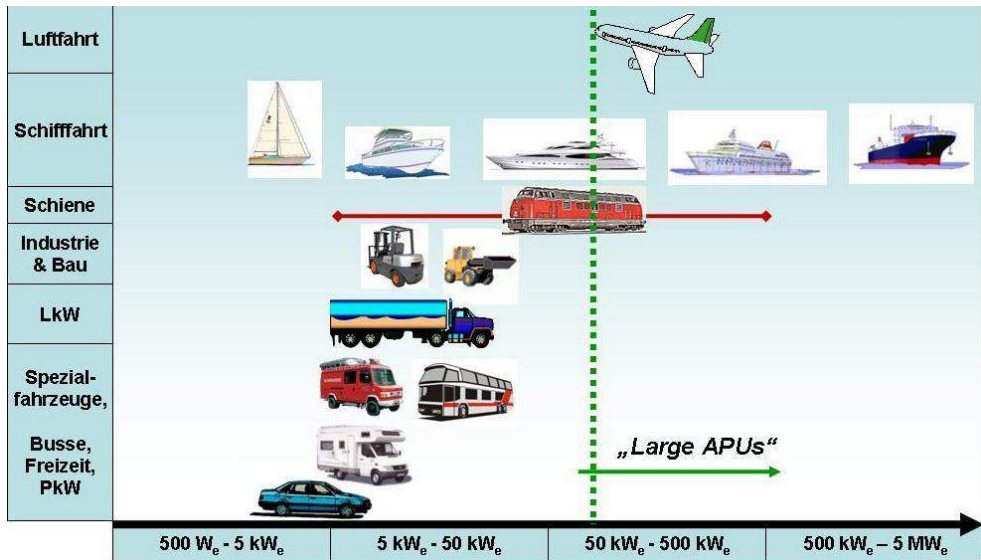 Luftfahrt
Schifffahrt
Schiene
Industrie
& Bau
LkW
Spezial-
fahrzeuge,
Busse,
Freizeit,
PkW
„Large APUs“
500 Wₑ - 5 kWₑ
5 kWₑ - 50 kWₑ
50 kWₑ - 500 kWₑ
500 kWₑ – 5 MWₑ